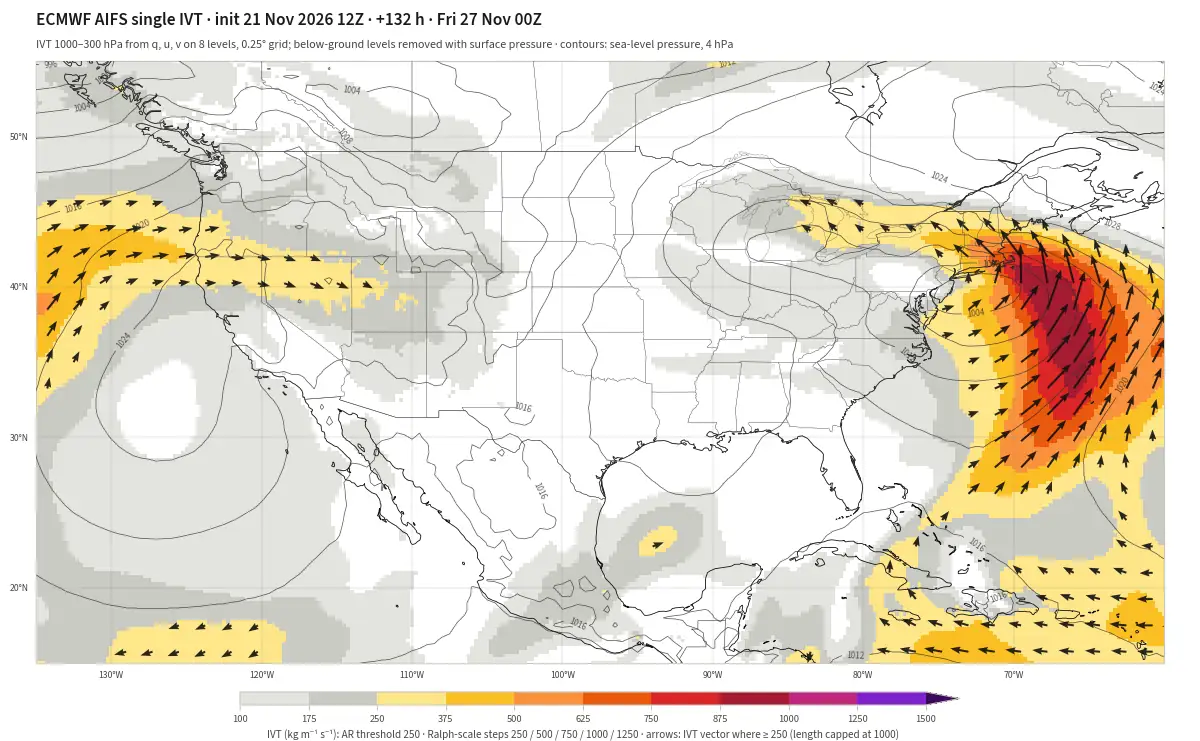 ECMWF AIFS single IVT · init 21 Nov 2026 12Z · +132 h · Fri 27 Nov 00Z
IVT 1000–300 hPa from q, u, v on 8 levels, 0.25° grid; below-ground levels removed with surface pressure · contours: sea-level pressure, 4 hPa
1012
1004
1004
1008
50°N
1024
1016
1020
1028
40°N
1004
1024
1020
1016
30°N
1016
1016
20°N
1016
1016
1012
130°W 120°W 110°W 100°W 90°W 80°W 70°W
100 175 250 375 500 625 750 875 1000 1250 1500
IVT (kg m⁻¹ s⁻¹): AR threshold 250 · Ralph-scale steps 250 / 500 / 750 / 1000 / 1250 · arrows: IVT vector where ≥ 250 (length capped at 1000)